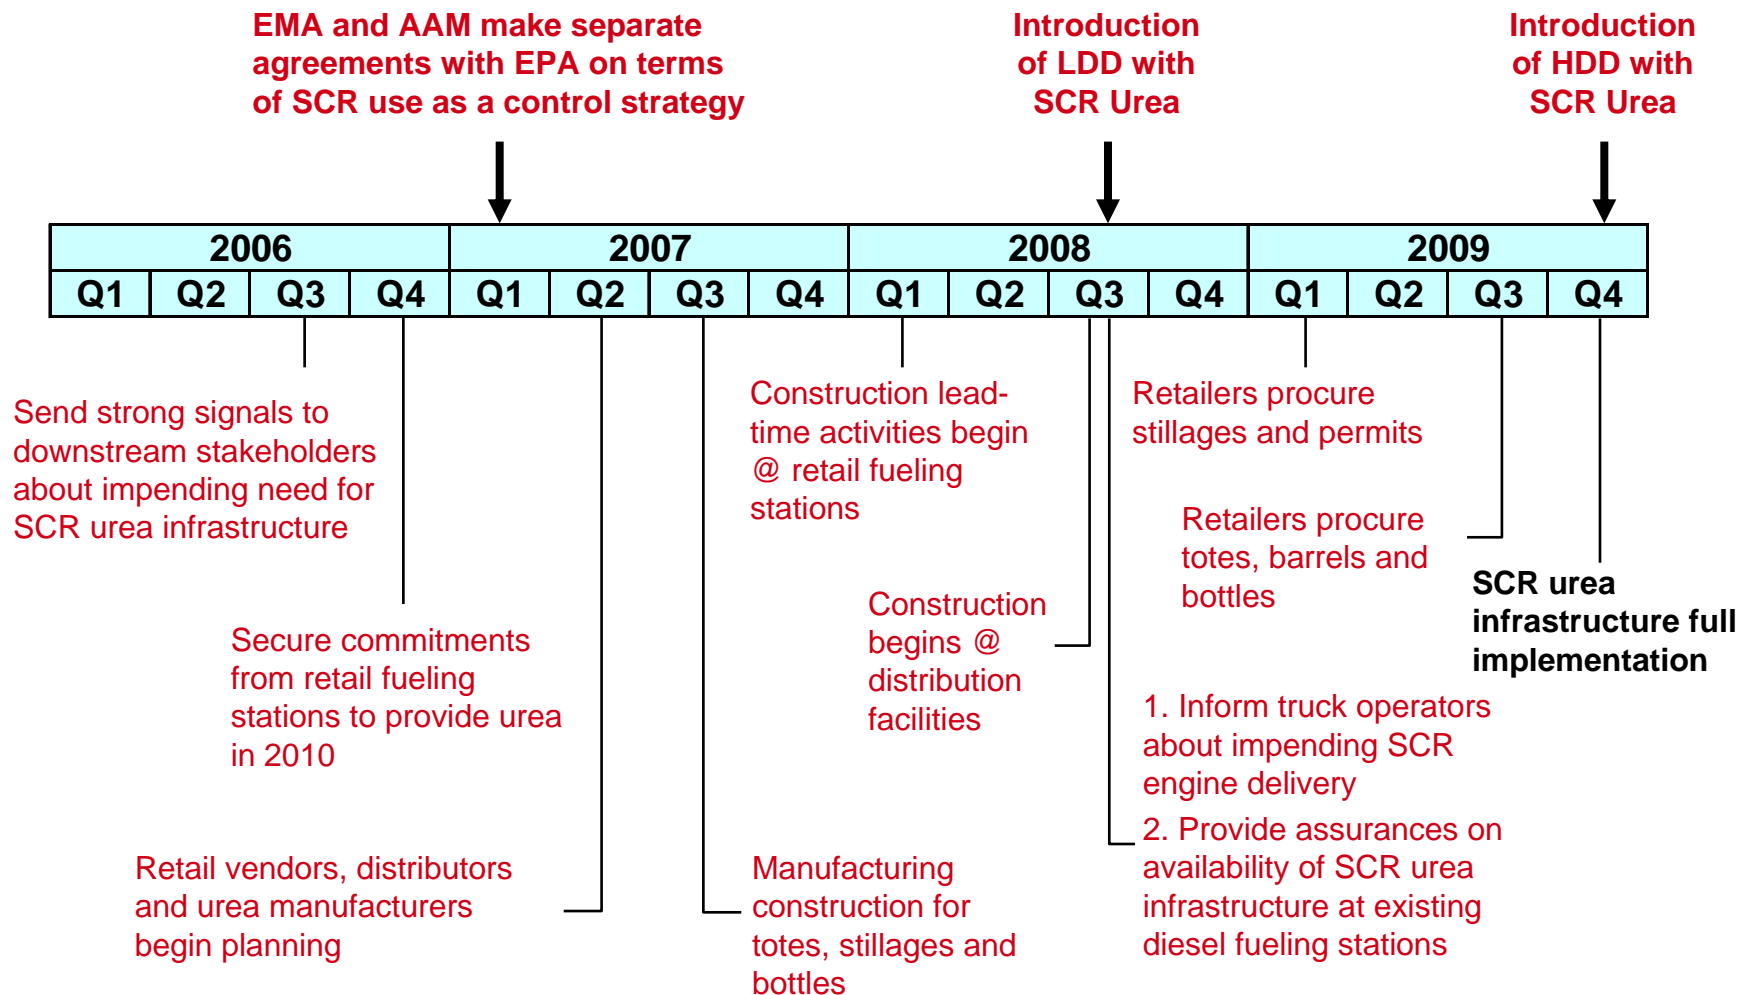 EMA and AAM make separate
agreements with EPA on terms
of SCR use as a control strategy
Introduction
of LDD with
SCR Urea
Introduction
of HDD with
SCR Urea
2006 2007 2008 2009
Q1 Q2 Q3 Q4 Q1 Q2 Q3 Q4 Q1 Q2 Q3 Q4 Q1 Q2 Q3 Q4
Send strong signals to
downstream stakeholders
about impending need for
SCR urea infrastructure
Secure commitments
from retail fueling
stations to provide urea
in 2010
Retail vendors, distributors
and urea manufacturers
begin planning
Manufacturing
construction for
totes, stillages and
bottles
Construction lead-
time activities begin
@ retail fueling
stations
Construction
begins @
distribution
facilities
1. Inform truck operators
about impending SCR
engine delivery
2. Provide assurances on
availability of SCR urea
infrastructure at existing
diesel fueling stations
Retailers procure
stillages and permits
Retailers procure
totes, barrels and
bottles
SCR urea
infrastructure full
implementation